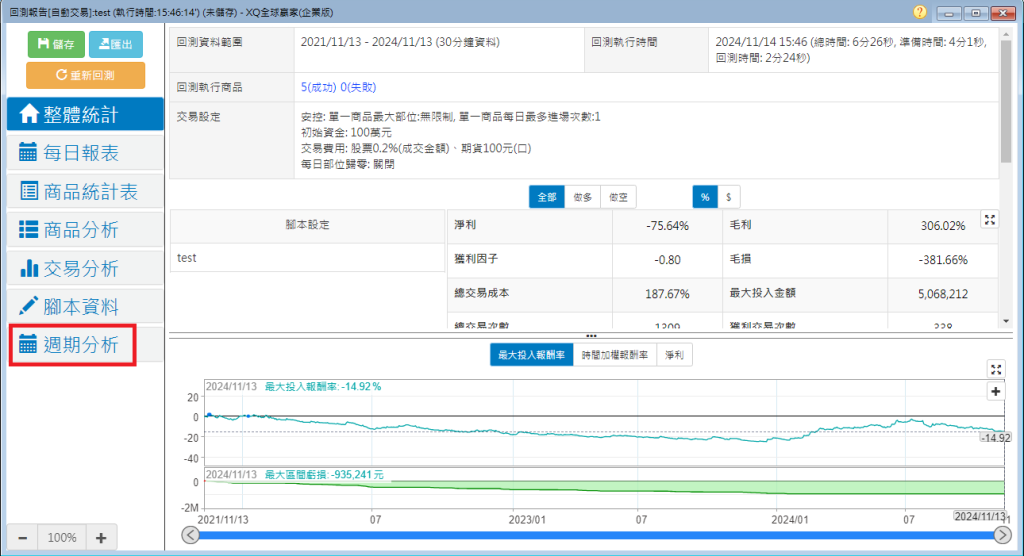 回測報告[自動交易]:test (執行時間:15:46:14') (未儲存) - XQ全球贏家(企業版)
儲存 匯出
重新回測
整體統計
每日報表
商品統計表
商品分析
交易分析
腳本資料
週期分析
100%
回測資料範圍 2021/11/13 - 2024/11/13 (30分鐘資料) 回測執行時間 2024/11/14 15:46 (總時間: 6分26秒, 準備時間: 4分1秒,
回測時間: 2分24秒)
回測執行商品 5(成功) 0(失敗)
交易設定 安控: 單一商品最大部位:無限制, 單一商品每日最多進場次數:1
初始資金: 100萬元
交易費用: 股票0.2%(成交金額)、期貨100元(口)
每日部位歸零: 關閉
全部 做多 做空 % $
腳本設定 淨利 -75.64% 毛利 306.02%
test 獲利因子 -0.80 毛損 -381.66%
總交易成本 187.67% 最大投入金額 5,068,212
總交易次數 1209 獲利交易次數
最大投入報酬率 時間加權報酬率 淨利
2024/11/13 最大投入報酬率: -14.92%
20
0
-20
-14.92
-40
2024/11/13 最大區間虧損: -935,241元
0
-2M
2021/11/13 07 2023/01 07 2024/01 07 2024/11/13 11